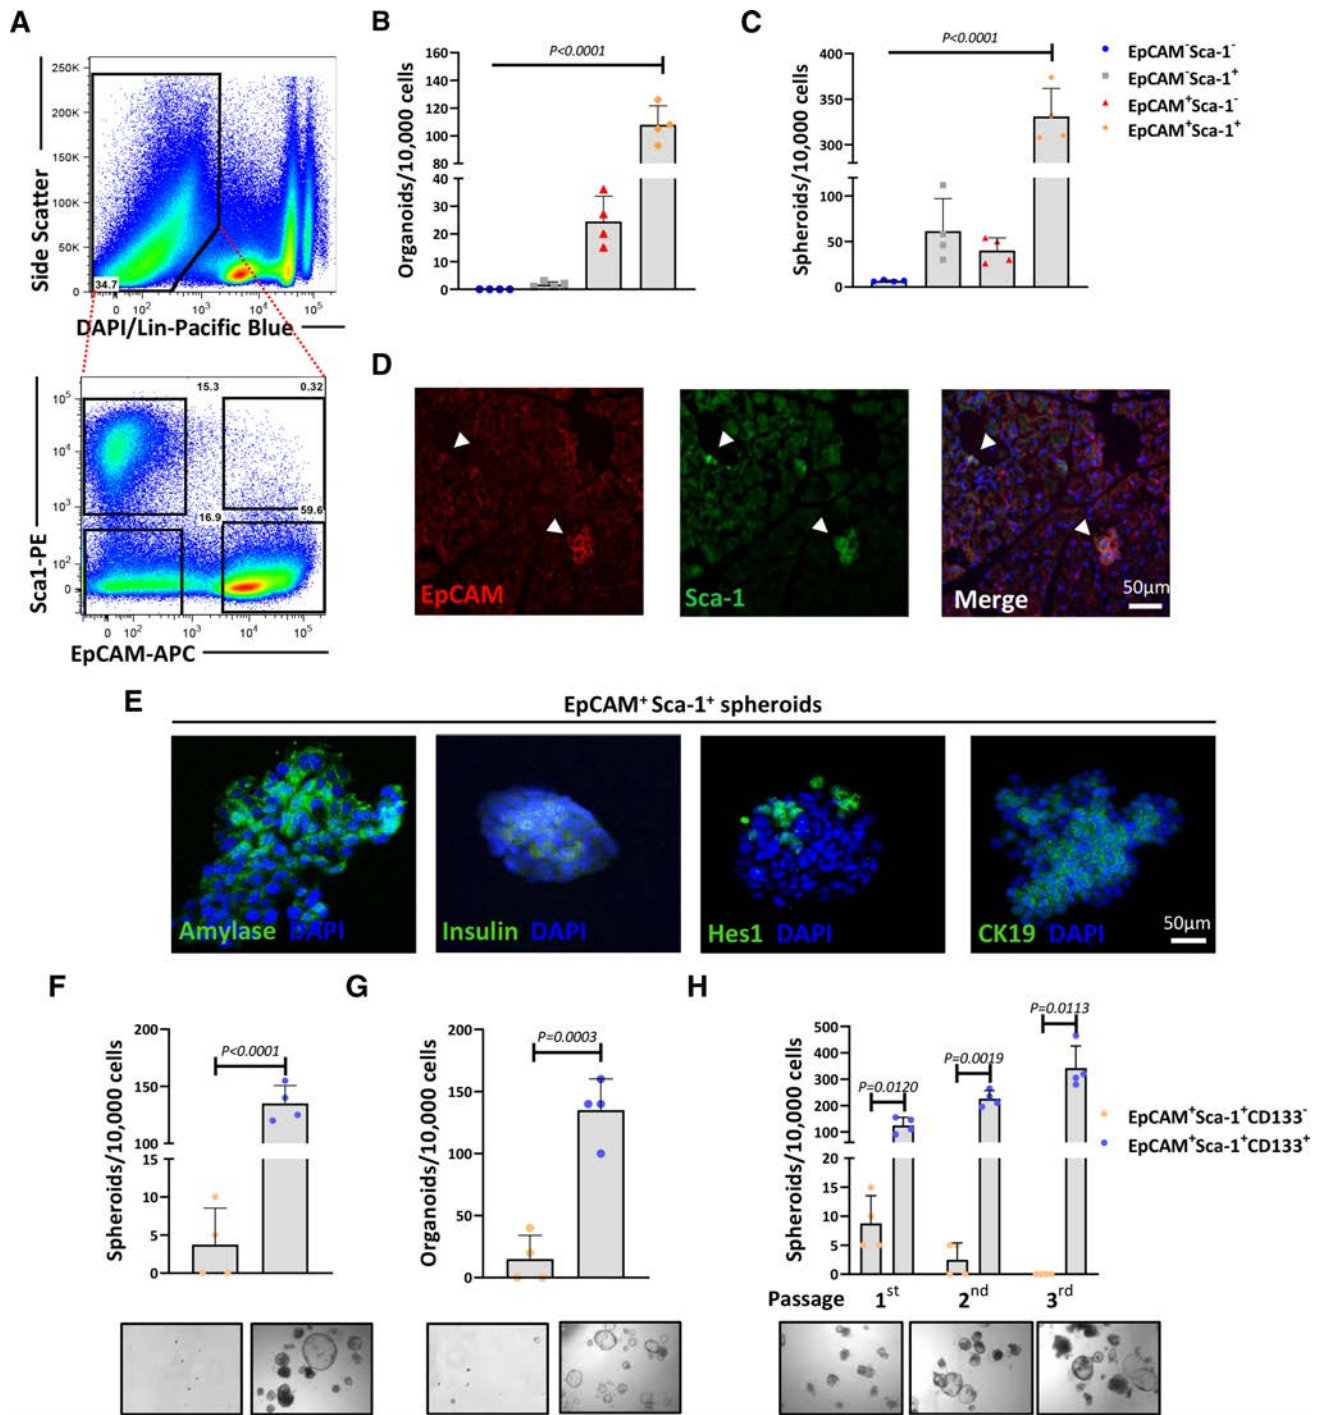 A
250K
200K
150K
100K
50K
0
Side Scatter
34.7
0 10² 10³ 10⁴ 10⁵
DAPI/Lin-Pacific Blue
15.3 0.32
10⁵
10⁴
10³
10²
0
Sca1-PE
16.9 59.6
0 10² 10³ 10⁴ 10⁵
EpCAM-APC
B
P<0.0001
Organoids/10,000 cells
160
140
120
100
80
40
30
20
10
0
C
P<0.0001
Spheroids/10,000 cells
400
350
300
100
50
0
EpCAM⁻Sca-1⁻
EpCAM⁻Sca-1⁺
EpCAM⁺Sca-1⁻
EpCAM⁺Sca-1⁺
D
EpCAM
Sca-1
Merge
50µm
E
EpCAM⁺ Sca-1⁺ spheroids
Amylase DAPI
Insulin DAPI
Hes1 DAPI
CK19 DAPI
50µm
F
P<0.0001
Spheroids/10,000 cells
200
150
100
15
10
5
0
G
P=0.0003
Organoids/10,000 cells
200
150
100
50
0
H
P=0.0120
P=0.0019
P=0.0113
Spheroids/10,000 cells
500
400
300
200
100
20
15
10
5
0
Passage 1ˢᵗ 2ⁿᵈ 3ʳᵈ
EpCAM⁺Sca-1⁺CD133⁻
EpCAM⁺Sca-1⁺CD133⁺